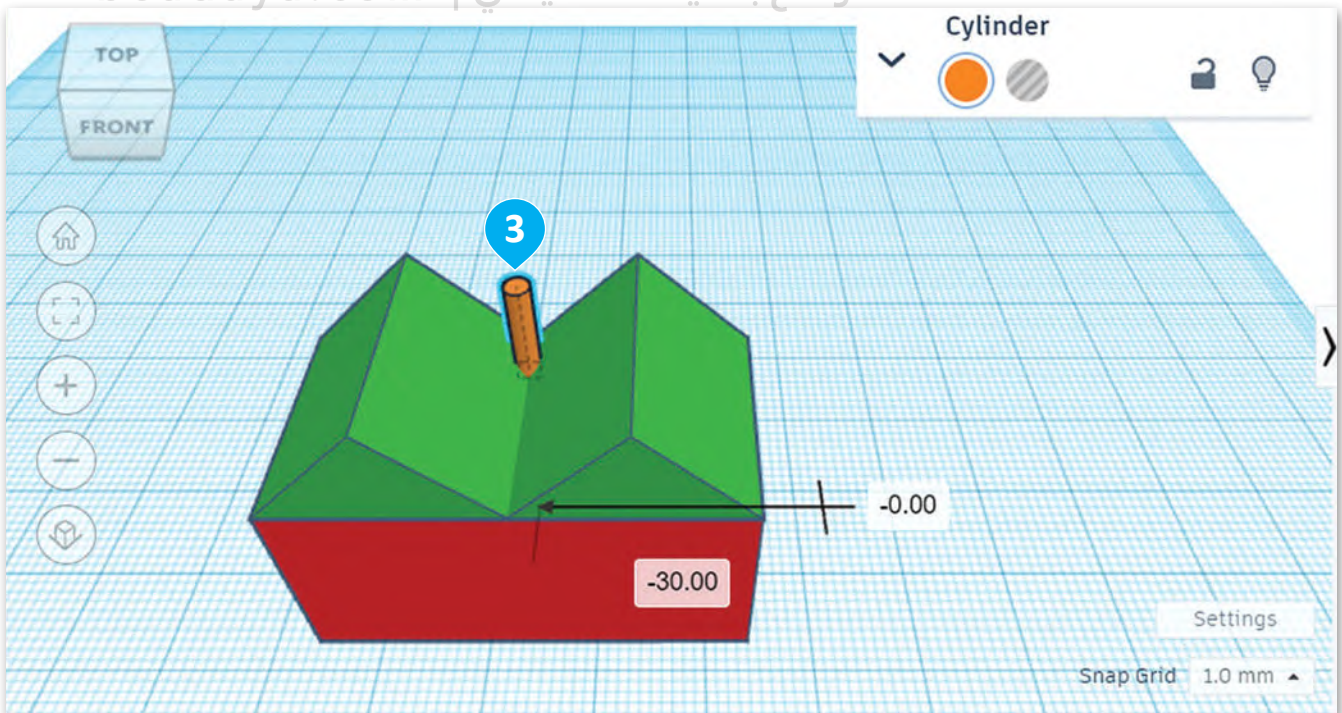 Cylinder
TOP
FRONT
3
-0.00
-30.00
Settings
Snap Grid 1.0 mm